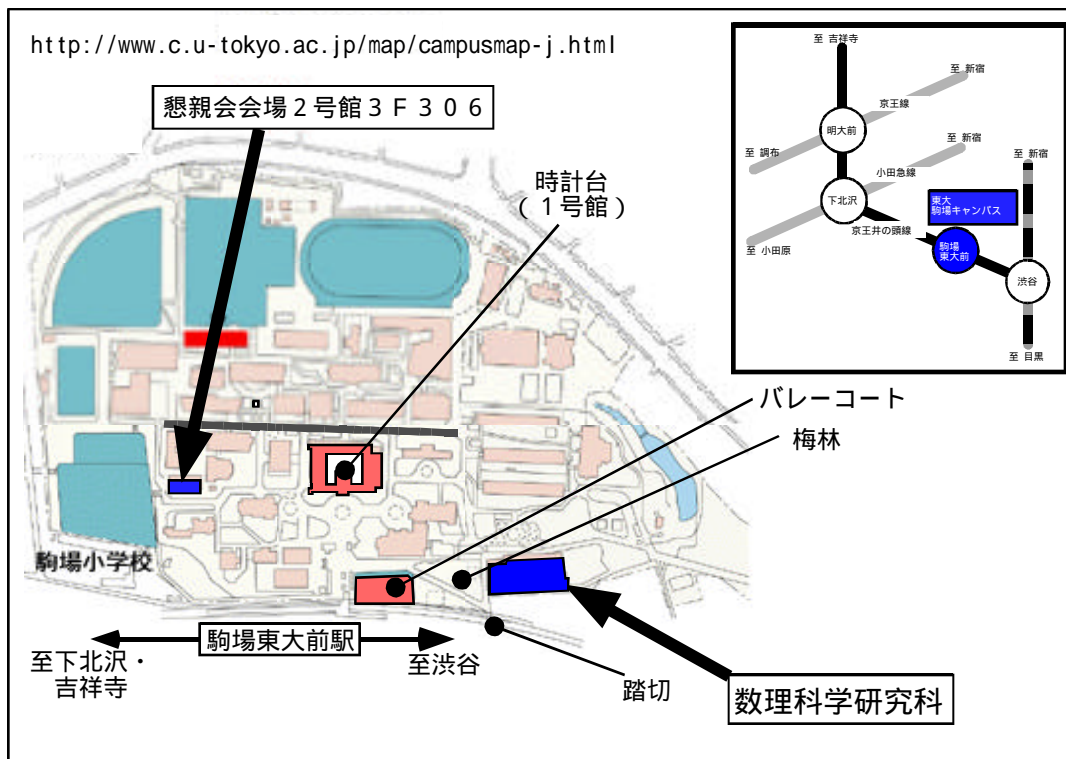 http://www.c.u-tokyo.ac.jp/map/campusmap-j.html
懇親会会場２号館３Ｆ３０６
時計台
（１号館）
至 吉祥寺
至 新宿
京王線
明大前
至 調布
至 新宿
小田急線
至 新宿
下北沢
東大
駒場キャンパス
京王井の頭線
至 小田原
駒場
東大前
渋谷
至 目黒
バレーコート
梅林
駒場小学校
駒場東大前駅
至下北沢・
吉祥寺
至渋谷
踏切
数理科学研究科